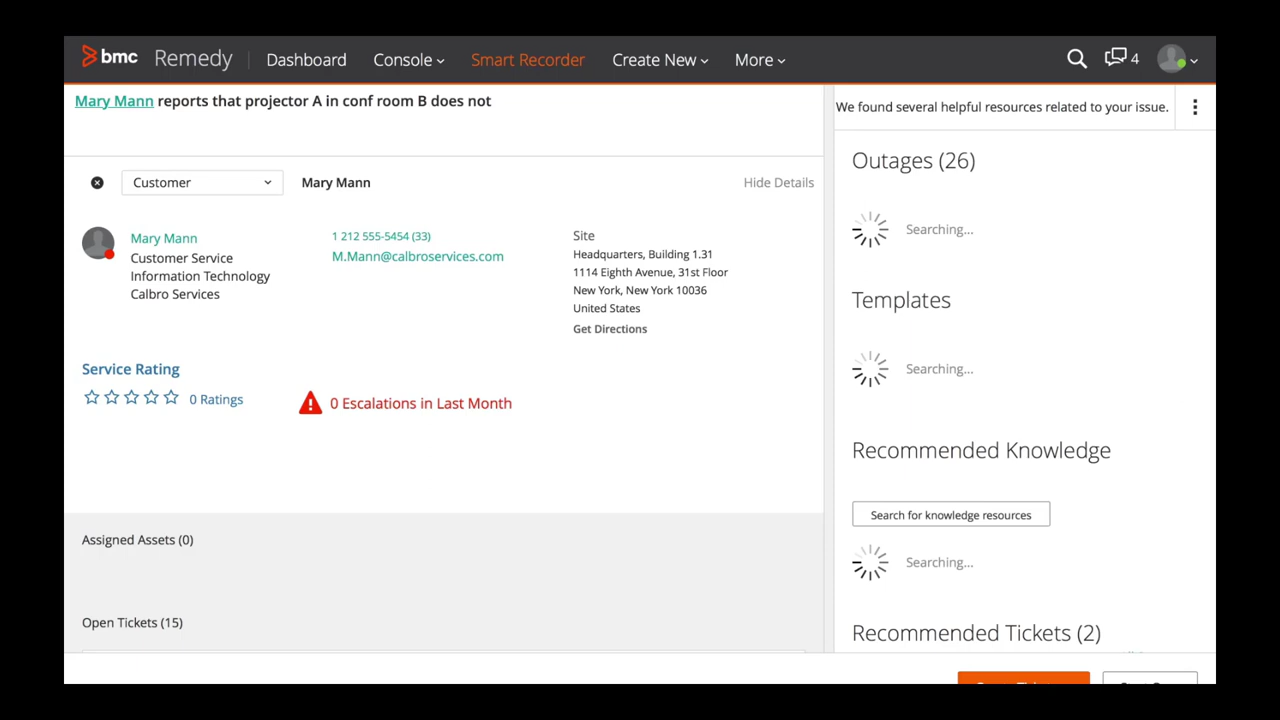 bmc Remedy Dashboard Console Smart Recorder Create New More 4
Mary Mann reports that projector A in conf room B does not
We found several helpful resources related to your issue.
Customer
Mary Mann
Hide Details
Mary Mann
Customer Service
Information Technology
Calbro Services
1 212 555-5454 (33)
M.Mann@calbroservices.com
Site
Headquarters, Building 1.31
1114 Eighth Avenue, 31st Floor
New York, New York 10036
United States
Get Directions
Service Rating
0 Ratings
0 Escalations in Last Month
Assigned Assets (0)
Open Tickets (15)
Outages (26)
Searching...
Templates
Searching...
Recommended Knowledge
Search for knowledge resources
Searching...
Recommended Tickets (2)